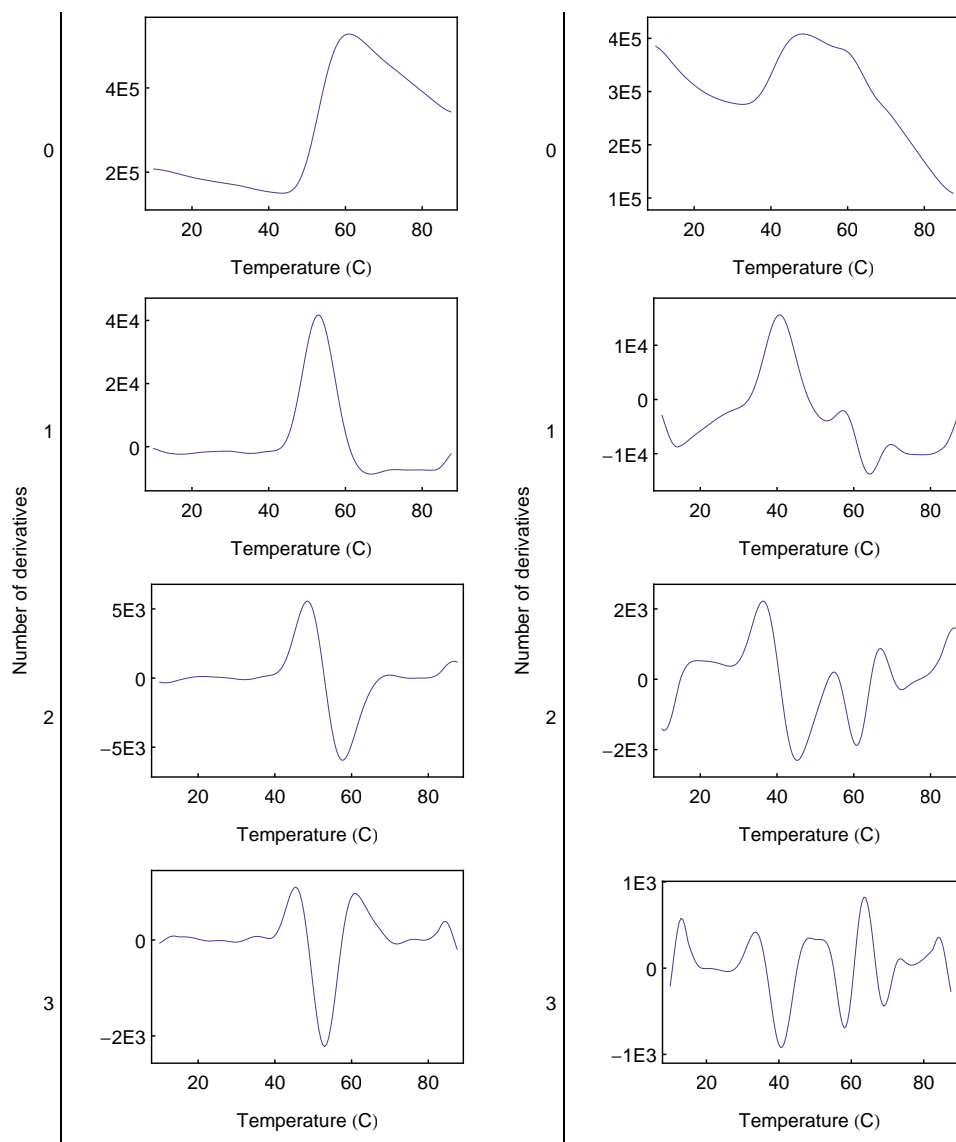 Number of derivatives
0
4E5
2E5
20 40 60 80
Temperature (C)
1
4E4
2E4
0
20 40 60 80
Temperature (C)
2
5E3
0
−5E3
20 40 60 80
Temperature (C)
3
0
−2E3
20 40 60 80
Temperature (C)
Number of derivatives
0
4E5
3E5
2E5
1E5
20 40 60 80
Temperature (C)
1
1E4
0
−1E4
20 40 60 80
Temperature (C)
2
2E3
0
−2E3
20 40 60 80
Temperature (C)
3
1E3
0
−1E3
20 40 60 80
Temperature (C)